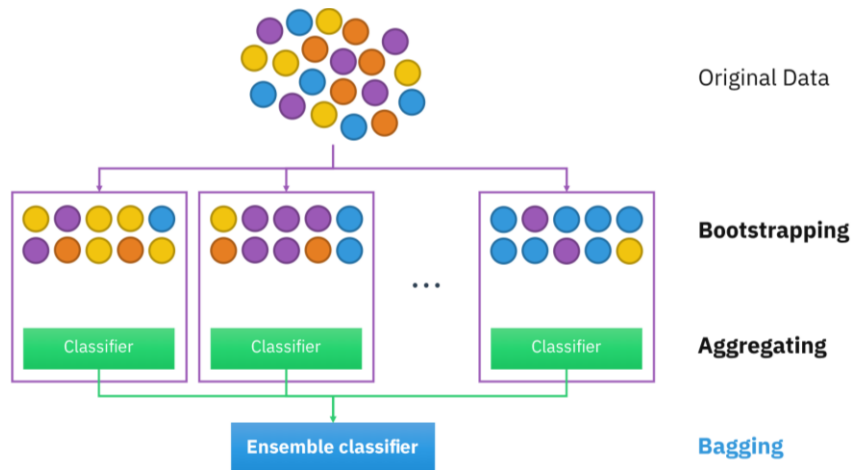 Original Data
Bootstrapping
...
Classifier
Classifier
Classifier
Aggregating
Ensemble classifier
Bagging